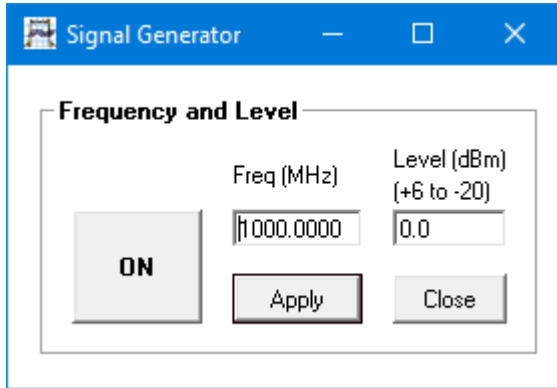 Signal Generator
Frequency and Level
Freq (MHz)
Level (dBm)
(+6 to -20)
ON
1000.0000
0.0
Apply
Close